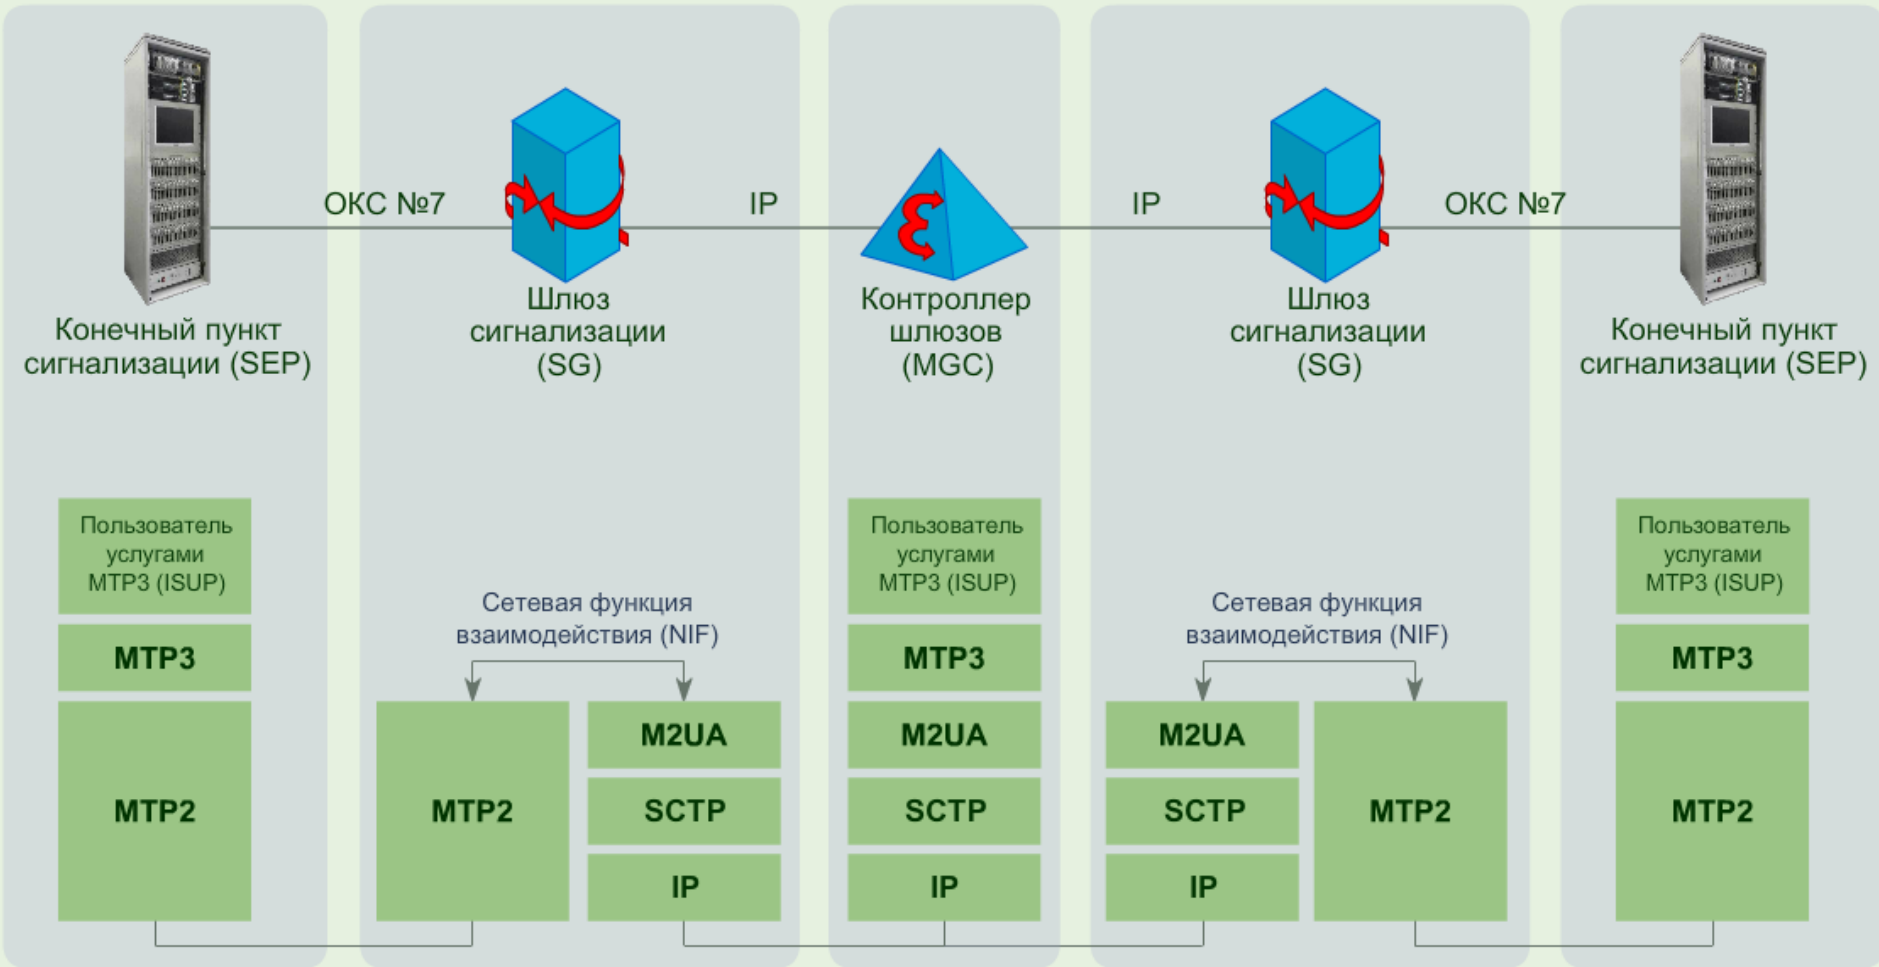 ОКС №7
IP
IP
ОКС №7
Конечный пункт
сигнализации (SEP)
Шлюз
сигнализации
(SG)
Контроллер
шлюзов
(MGC)
Шлюз
сигнализации
(SG)
Конечный пункт
сигнализации (SEP)
Пользователь
услугами
MTP3 (ISUP)
MTP3
MTP2
Сетевая функция
взаимодействия (NIF)
MTP2
M2UA
SCTP
IP
Пользователь
услугами
MTP3 (ISUP)
MTP3
M2UA
SCTP
IP
Сетевая функция
взаимодействия (NIF)
M2UA
SCTP
IP
MTP2
Пользователь
услугами
MTP3 (ISUP)
MTP3
MTP2